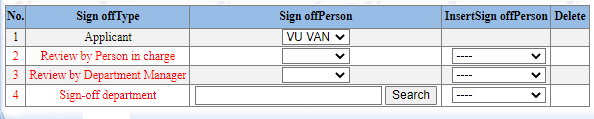 No. Sign offType Sign offPerson InsertSign offPerson Delete
1 Applicant VU VAN
2 Review by Person in charge ----
3 Review by Department Manager ----
4 Sign-off department Search ----